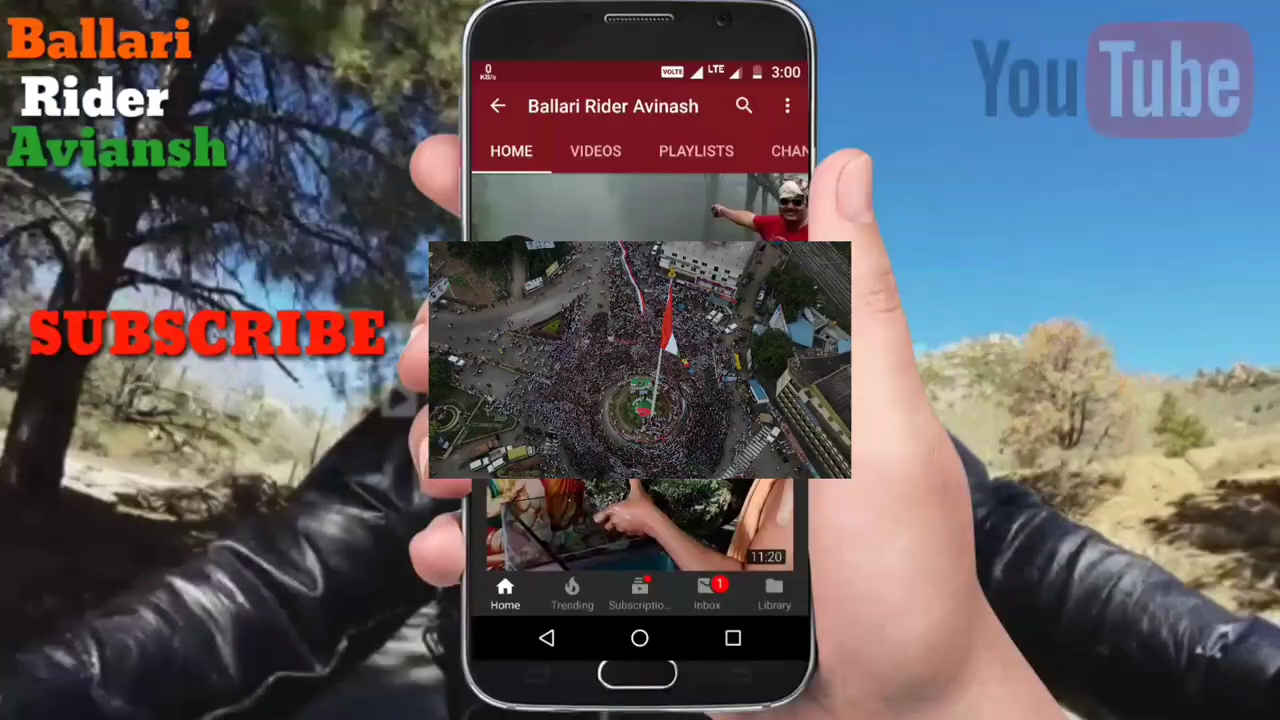 Ballari
Rider
Aviansh
SUBSCRIBE
YouTube
0
KB/s
VOLTE
LTE
3:00
Ballari Rider Avinash
HOME
VIDEOS
PLAYLISTS
CHAN
11:20
1
Home
Trending
Subscriptio...
Inbox
Library